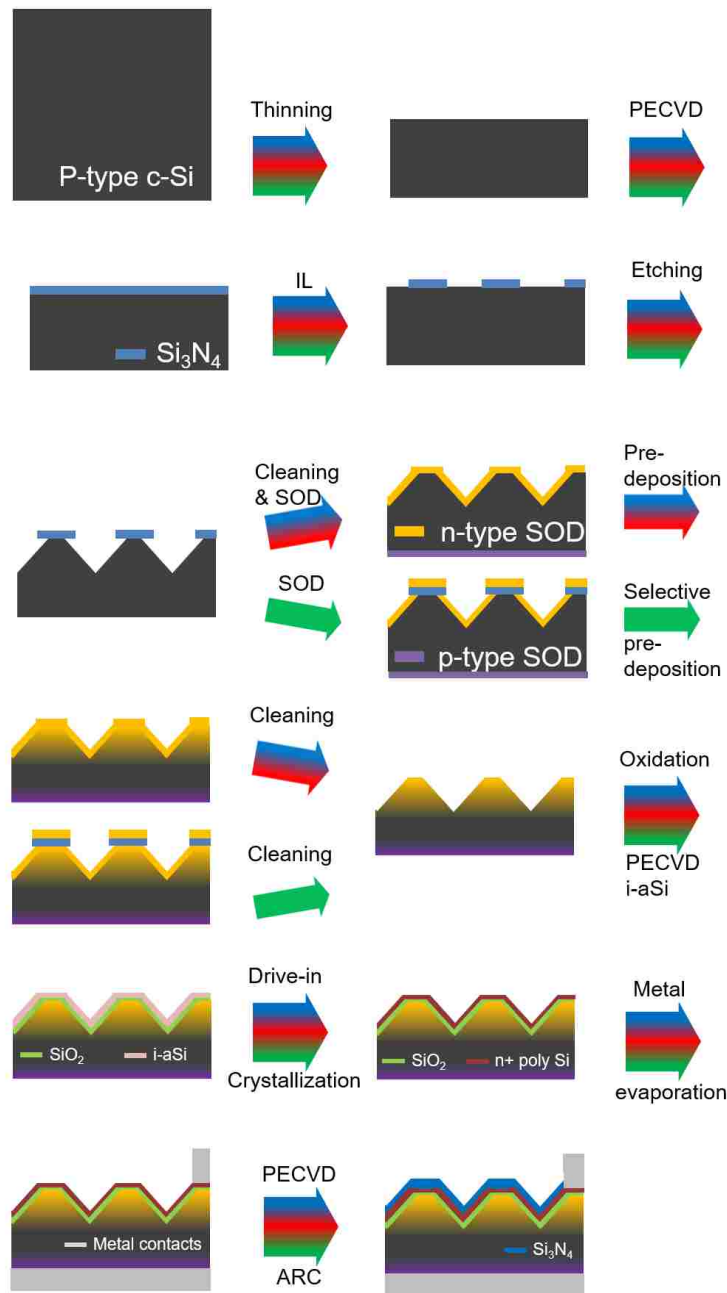 Thinning
PECVD
P-type c-Si
IL
Etching
Si₃N₄
Cleaning
& SOD
Pre-
deposition
n-type SOD
SOD
Selective
p-type SOD
pre-
deposition
Cleaning
Oxidation
Cleaning
PECVD
i-aSi
Drive-in
Metal
SiO₂
i-aSi
SiO₂
n+ poly Si
Crystallization
evaporation
PECVD
Metal contacts
Si₃N₄
ARC